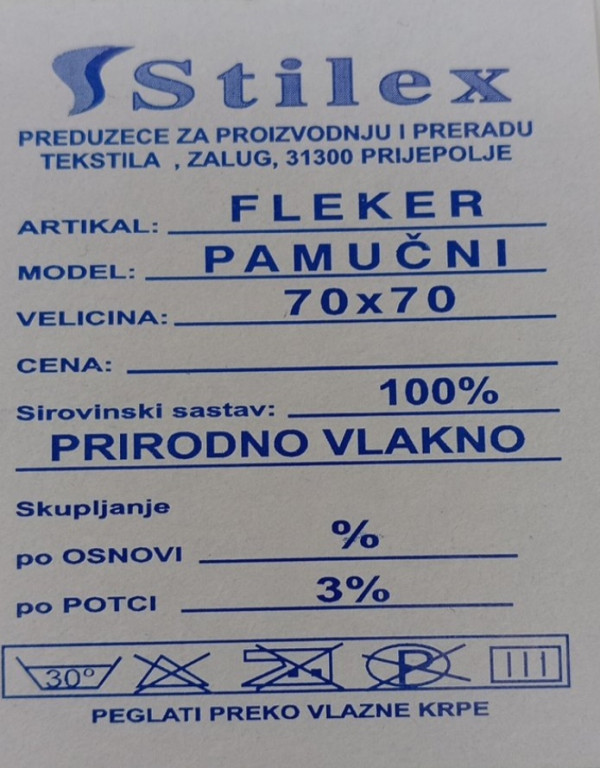 Stilex
PREDUZECE ZA PROIZVODNJU I PRERADU
TEKSTILA , ZALUG, 31300 PRIJEPOLJE
ARTIKAL: FLEKER
MODEL: PAMUČNI
VELICINA: 70x70
CENA:
Sirovinski sastav: 100%
PRIRODNO VLAKNO
Skupljanje
po OSNOVI %
po POTCI 3%
30° P
PEGLATI PREKO VLAZNE KRPE